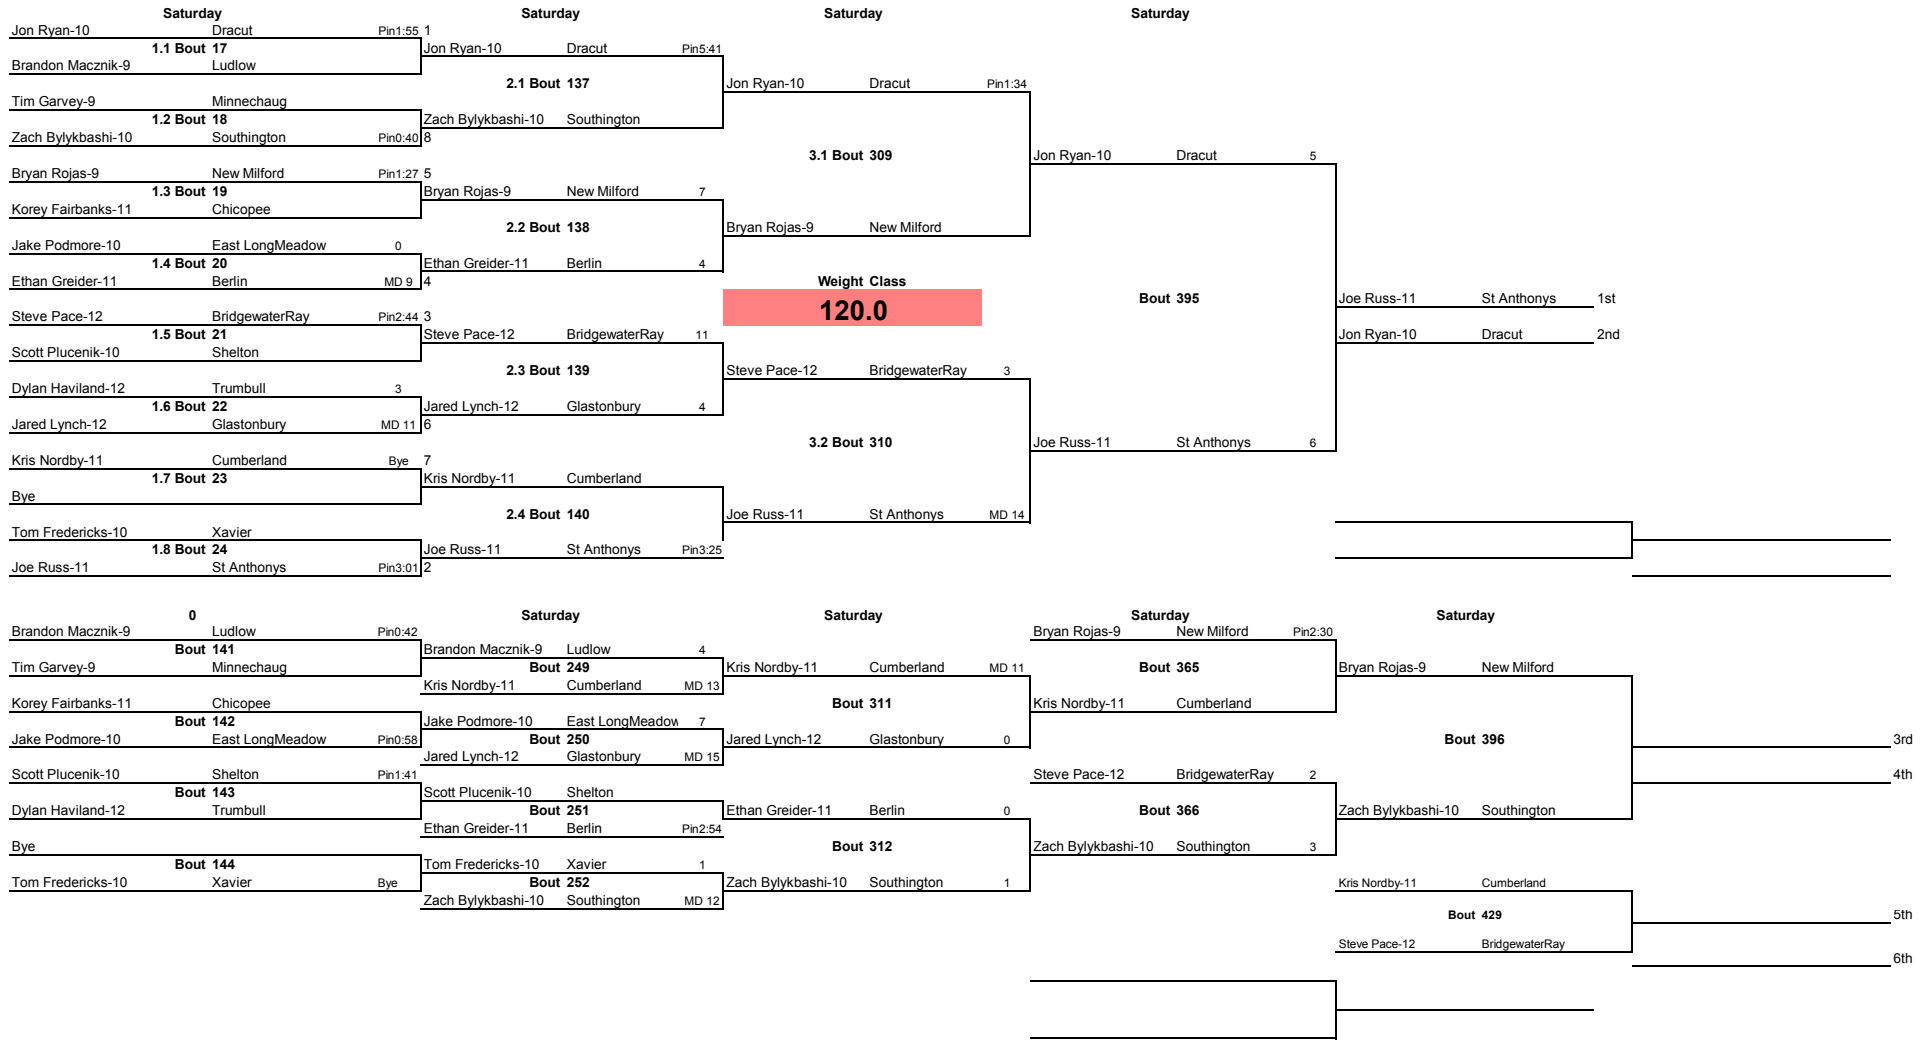 Saturday Saturday Saturday Saturday
Jon Ryan-10 Dracut Pin1:55 1
1.1 Bout 17 Jon Ryan-10 Dracut Pin5:41
Brandon Macznik-9 Ludlow
2.1 Bout 137 Jon Ryan-10 Dracut Pin1:34
Tim Garvey-9 Minnechaug
1.2 Bout 18 Zach Bylykbashi-10 Southington
Zach Bylykbashi-10 Southington Pin0:40 8
3.1 Bout 309 Jon Ryan-10 Dracut 5
Bryan Rojas-9 New Milford Pin1:27 5
1.3 Bout 19 Bryan Rojas-9 New Milford 7
Korey Fairbanks-11 Chicopee
2.2 Bout 138 Bryan Rojas-9 New Milford
Jake Podmore-10 East LongMeadow 0
1.4 Bout 20 Ethan Greider-11 Berlin 4
Ethan Greider-11 Berlin MD 9 4 Weight Class
Bout 395 Joe Russ-11 St Anthonys 1st
120.0
Steve Pace-12 BridgewaterRay Pin2:44 3
1.5 Bout 21 Steve Pace-12 BridgewaterRay 11 Jon Ryan-10 Dracut 2nd
Scott Plucenik-10 Shelton
2.3 Bout 139 Steve Pace-12 BridgewaterRay 3
Dylan Haviland-12 Trumbull 3
1.6 Bout 22 Jared Lynch-12 Glastonbury 4
Jared Lynch-12 Glastonbury MD 11 6
3.2 Bout 310 Joe Russ-11 St Anthonys 6
Kris Nordby-11 Cumberland Bye 7
1.7 Bout 23 Kris Nordby-11 Cumberland
Bye
2.4 Bout 140 Joe Russ-11 St Anthonys MD 14
Tom Fredericks-10 Xavier
1.8 Bout 24 Joe Russ-11 St Anthonys Pin3:25
Joe Russ-11 St Anthonys Pin3:01 2
0 Saturday Saturday Saturday Saturday
Brandon Macznik-9 Ludlow Pin0:42 Bryan Rojas-9 New Milford Pin2:30
Bout 141 Brandon Macznik-9 Ludlow 4
Tim Garvey-9 Minnechaug Bout 249 Kris Nordby-11 Cumberland MD 11 Bout 365 Bryan Rojas-9 New Milford
Kris Nordby-11 Cumberland MD 13
Korey Fairbanks-11 Chicopee Bout 311 Kris Nordby-11 Cumberland
Bout 142 Jake Podmore-10 East LongMeadow 7
Jake Podmore-10 East LongMeadow Pin0:58 Bout 250 Jared Lynch-12 Glastonbury 0 Bout 396 3rd
Jared Lynch-12 Glastonbury MD 15
Scott Plucenik-10 Shelton Pin1:41 Steve Pace-12 BridgewaterRay 2 4th
Bout 143 Scott Plucenik-10 Shelton
Dylan Haviland-12 Trumbull Bout 251 Ethan Greider-11 Berlin 0 Bout 366 Zach Bylykbashi-10 Southington
Ethan Greider-11 Berlin Pin2:54
Bye Bout 312 Zach Bylykbashi-10 Southington 3
Bout 144 Tom Fredericks-10 Xavier 1
Tom Fredericks-10 Xavier Bye Bout 252 Zach Bylykbashi-10 Southington 1 Kris Nordby-11 Cumberland
Zach Bylykbashi-10 Southington MD 12
Bout 429 5th
Steve Pace-12 BridgewaterRay
6th